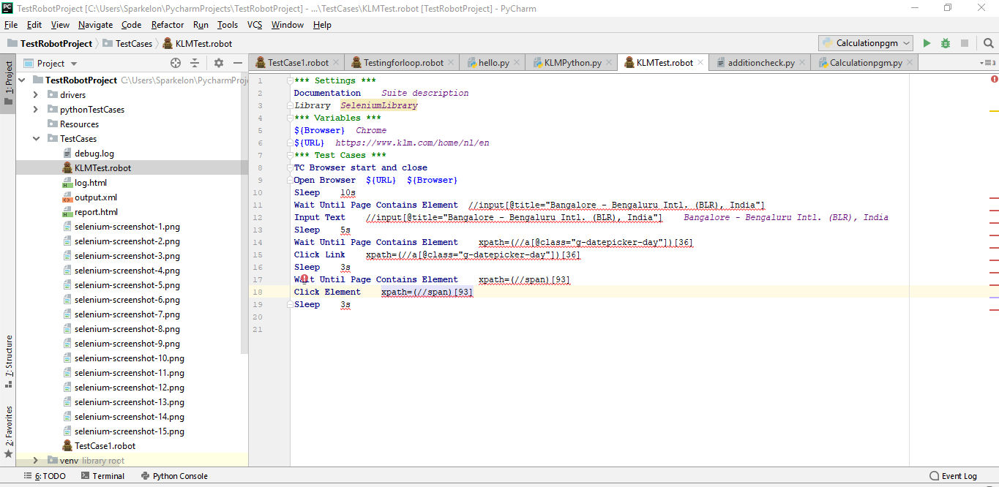 TestRobotProject [C:\Users\Sparkelon\PycharmProjects\TestRobotProject] - ...\TestCases\KLMTest.robot [TestRobotProject] - PyCharm
File Edit View Navigate Code Refactor Run Tools VCS Window Help
TestRobotProject TestCases KLMTest.robot Calculationpgm
Project TestCase1.robot Testingforloop.robot hello.py KLMPython.py KLMTest.robot additioncheck.py Calculationpgm.py
1: Project
TestRobotProject C:\Users\Sparkelon\PycharmProje
drivers
pythonTestCases
Resources
TestCases
debug.log
KLMTest.robot
log.html
output.xml
report.html
selenium-screenshot-1.png
selenium-screenshot-2.png
selenium-screenshot-3.png
selenium-screenshot-4.png
selenium-screenshot-5.png
selenium-screenshot-6.png
selenium-screenshot-7.png
selenium-screenshot-8.png
selenium-screenshot-9.png
selenium-screenshot-10.png
selenium-screenshot-11.png
selenium-screenshot-12.png
selenium-screenshot-13.png
selenium-screenshot-14.png
selenium-screenshot-15.png
TestCase1.robot
venv library root
7: Structure
2: Favorites
1 *** Settings ***
2 Documentation    Suite description
3 Library  SeleniumLibrary
4 *** Variables ***
5 ${Browser}  Chrome
6 ${URL}  https://www.klm.com/home/nl/en
7 *** Test Cases ***
8 TC Browser start and close
9 Open Browser  ${URL}  ${Browser}
10 Sleep    10s
11 Wait Until Page Contains Element  //input[@title="Bangalore - Bengaluru Intl. (BLR), India"]
12 Input Text    //input[@title="Bangalore - Bengaluru Intl. (BLR), India"]    Bangalore - Bengaluru Intl. (BLR), India
13 Sleep    5s
14 Wait Until Page Contains Element    xpath=(//a[@class="g-datepicker-day"])[36]
15 Click Link    xpath=(//a[@class="g-datepicker-day"])[36]
16 Sleep    3s
17 Wait Until Page Contains Element    xpath=(//span)[93]
18 Click Element    xpath=(//span)[93]
19 Sleep    3s
20
21
6: TODO Terminal Python Console Event Log